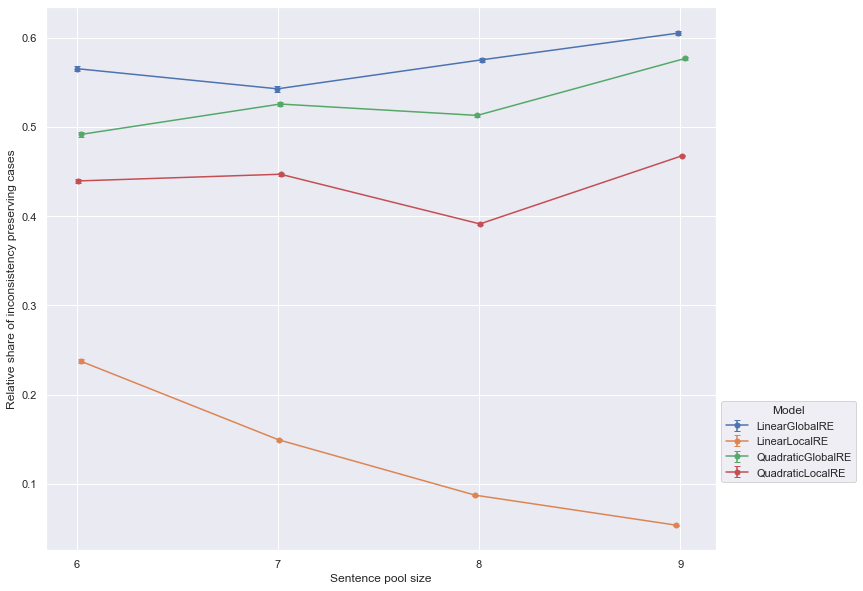 Relative share of inconsistency preserving cases
0.6
0.5
0.4
0.3
0.2
0.1
6 7 8 9
Sentence pool size
Model
LinearGlobalRE
LinearLocalRE
QuadraticGlobalRE
QuadraticLocalRE